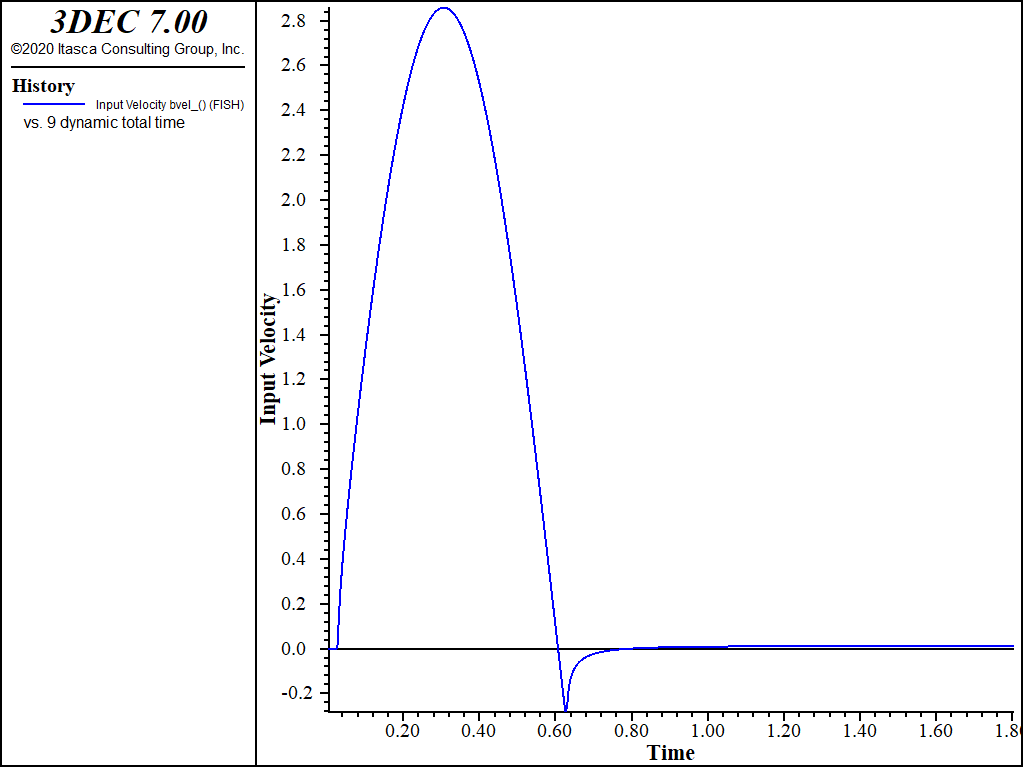 3DEC 7.00
©2020 Itasca Consulting Group, Inc.
History
Input Velocity bvel_() (FISH)
vs. 9 dynamic total time
2.8
2.6
2.4
2.2
2.0
1.8
1.6
1.4
1.2
1.0
0.8
0.6
0.4
0.2
0.0
-0.2
Input Velocity
0.20 0.40 0.60 0.80 1.00 1.20 1.40 1.60 1.8
Time